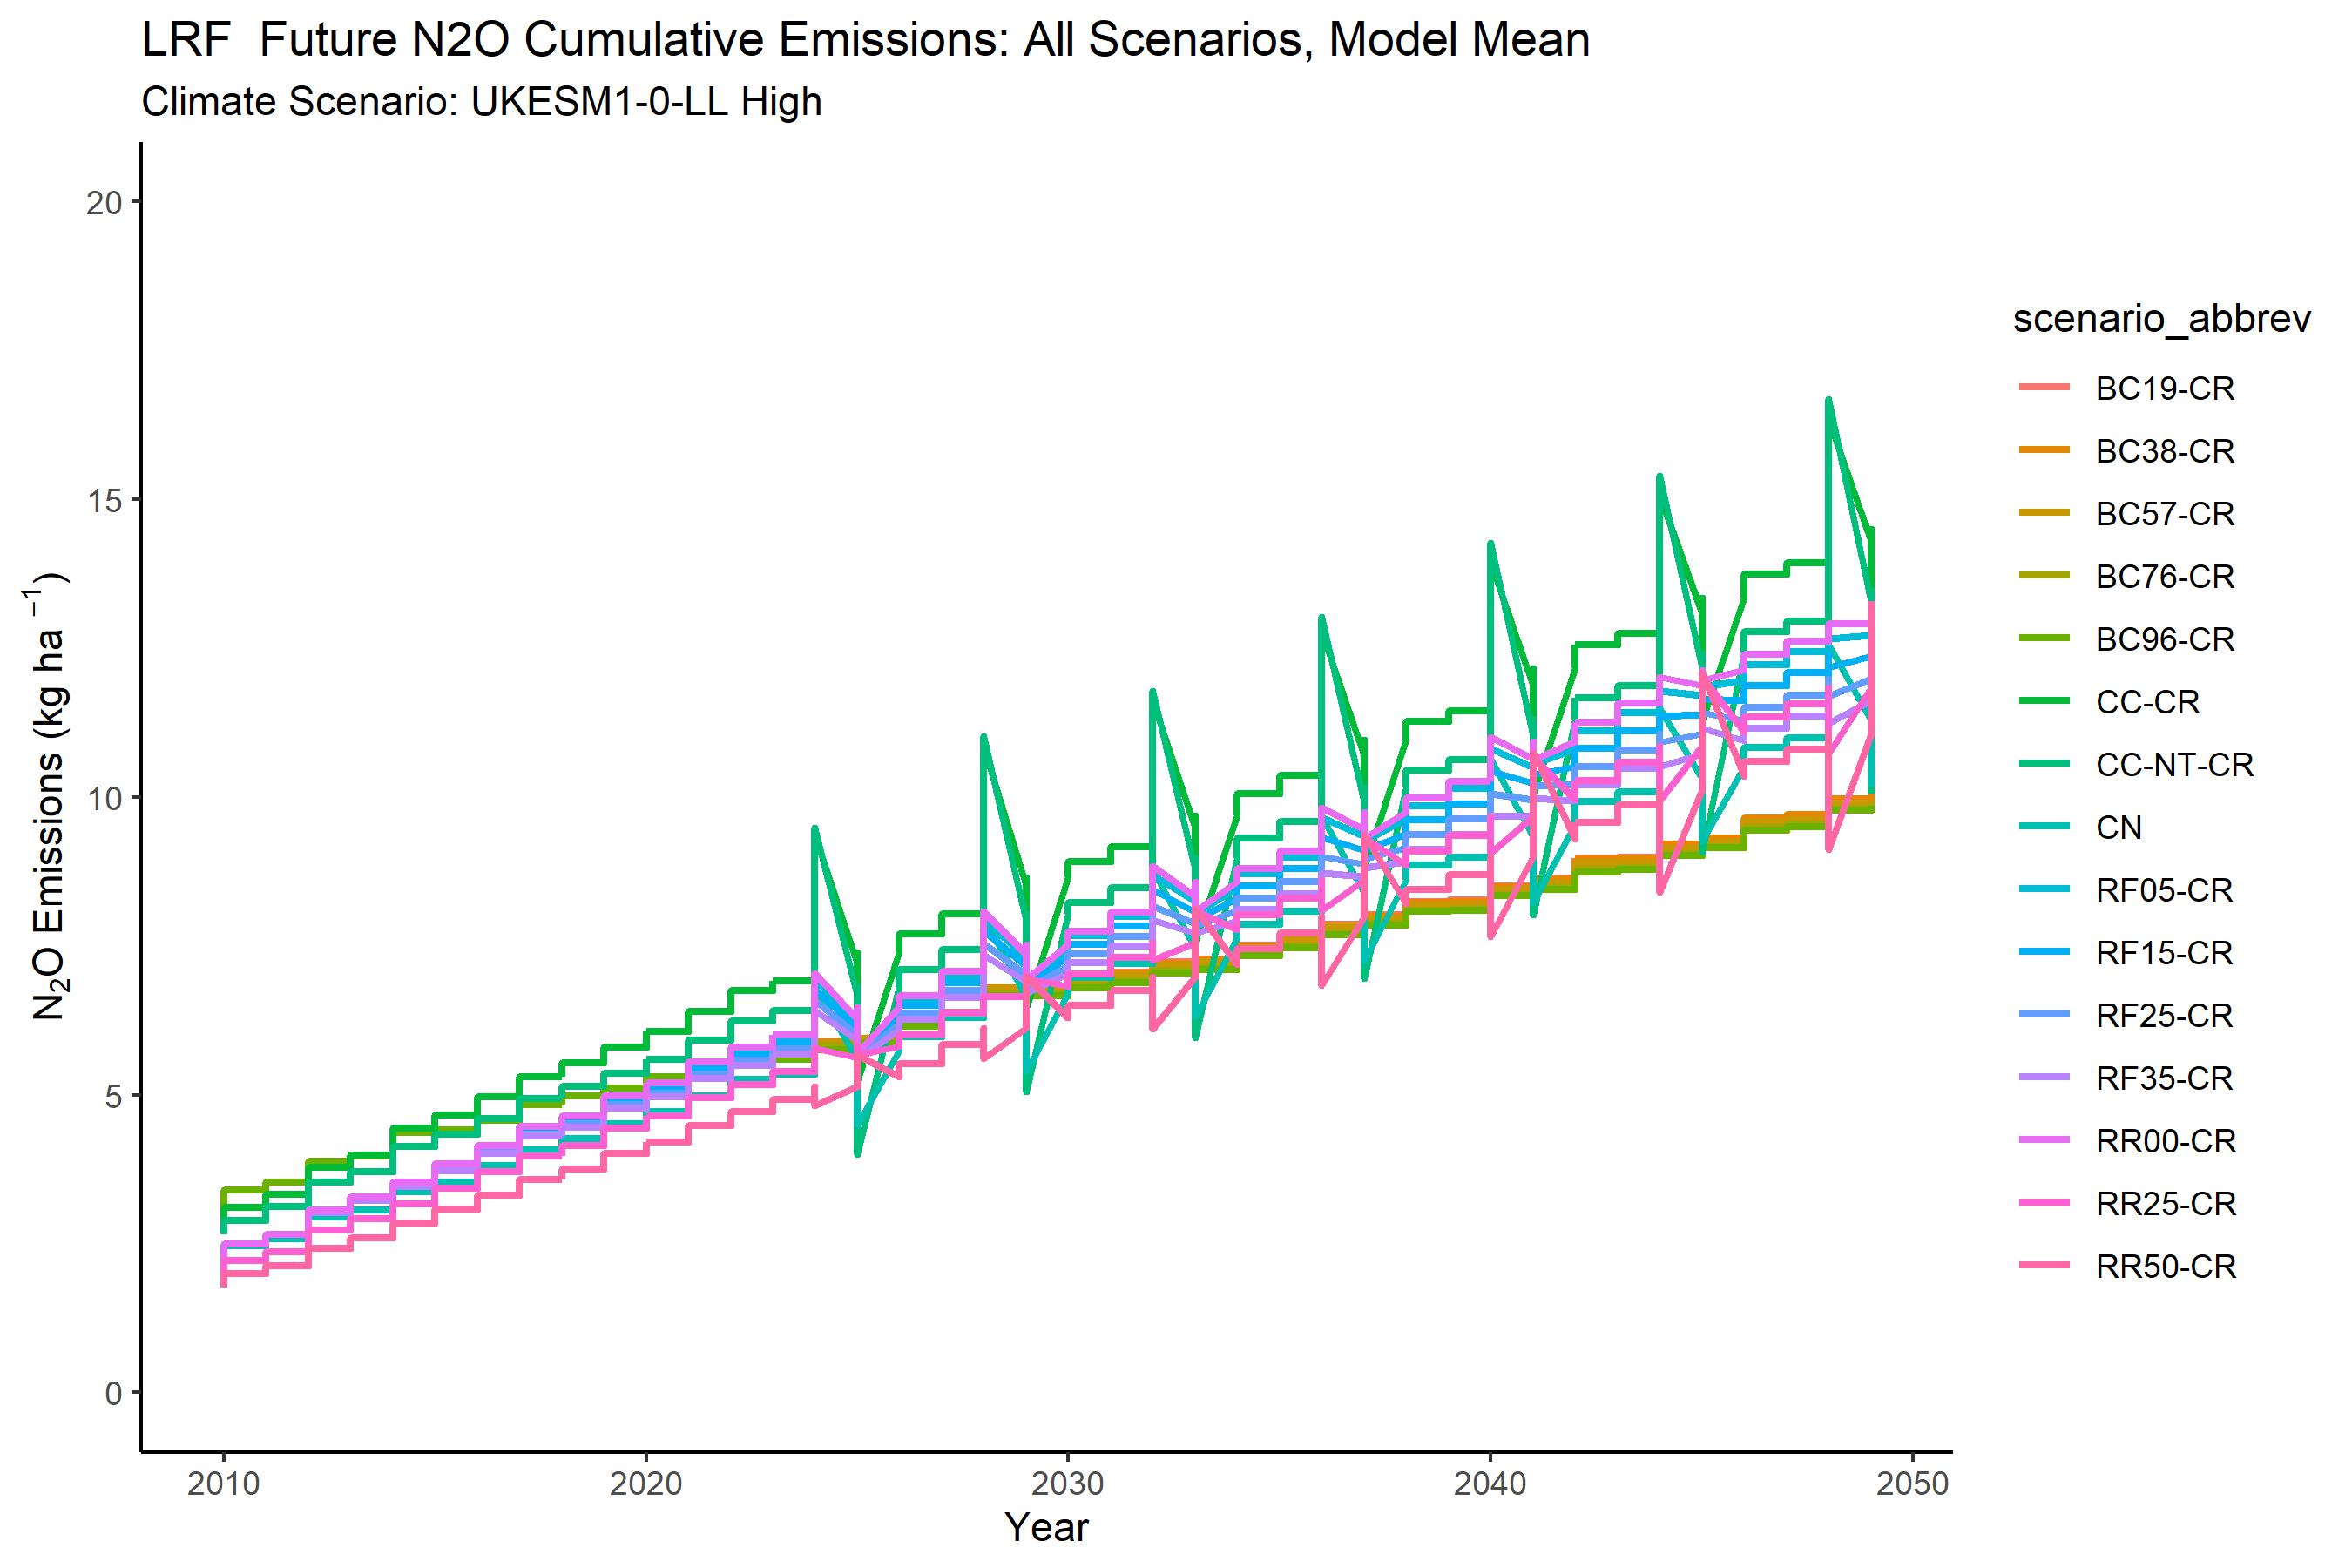 LRF  Future N2O Cumulative Emissions: All Scenarios, Model Mean
Climate Scenario: UKESM1-0-LL High
N₂O Emissions (kg ha ⁻¹)
20
15
10
5
0
2010
2020
2030
2040
2050
Year
scenario_abbrev
BC19-CR
BC38-CR
BC57-CR
BC76-CR
BC96-CR
CC-CR
CC-NT-CR
CN
RF05-CR
RF15-CR
RF25-CR
RF35-CR
RR00-CR
RR25-CR
RR50-CR